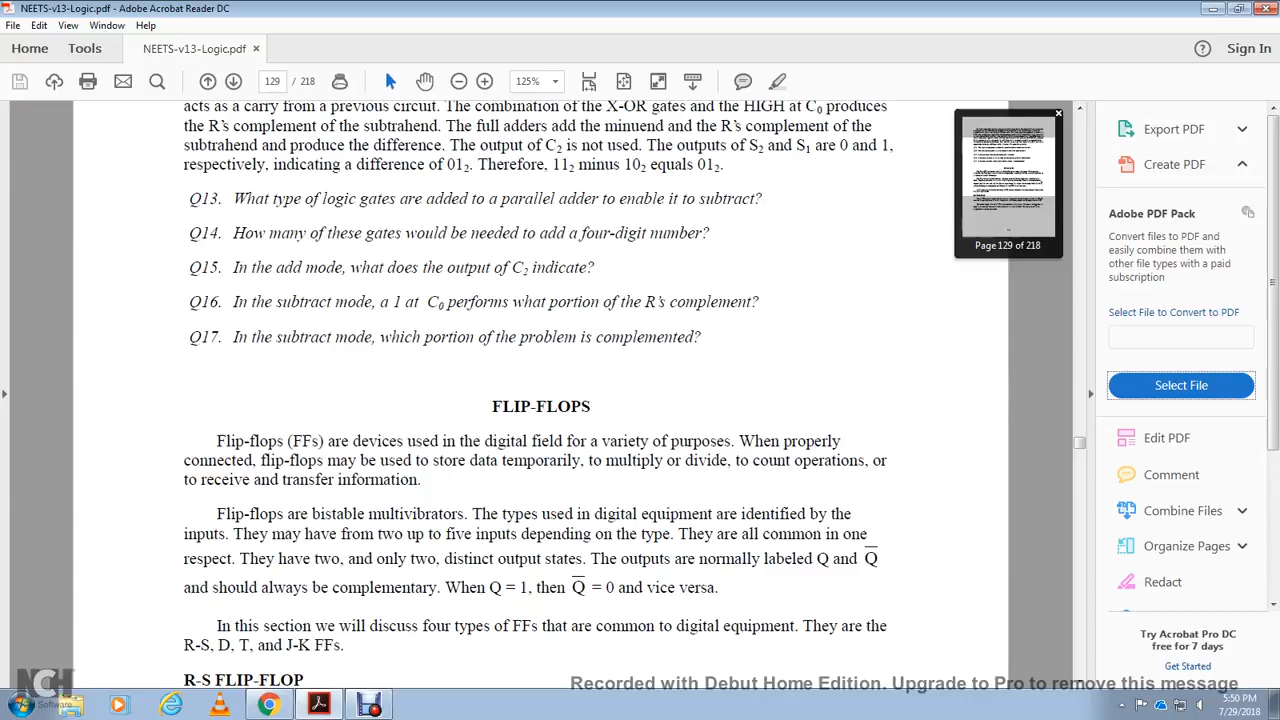 NEETS-v13-Logic.pdf - Adobe Acrobat Reader DC
File Edit View Window Help
Home Tools NEETS-v13-Logic.pdf × Sign In
129 / 218 125%
acts as a carry from a previous circuit. The combination of the X-OR gates and the HIGH at C0 produces
the R's complement of the subtrahend. The full adders add the minuend and the R's complement of the
subtrahend and produce the difference. The output of C2 is not used. The outputs of S2 and S1 are 0 and 1,
respectively, indicating a difference of 012. Therefore, 112 minus 102 equals 012.
Q13. What type of logic gates are added to a parallel adder to enable it to subtract?
Q14. How many of these gates would be needed to add a four-digit number?
Q15. In the add mode, what does the output of C2 indicate?
Q16. In the subtract mode, a 1 at C0 performs what portion of the R's complement?
Q17. In the subtract mode, which portion of the problem is complemented?
FLIP-FLOPS
Flip-flops (FFs) are devices used in the digital field for a variety of purposes. When properly
connected, flip-flops may be used to store data temporarily, to multiply or divide, to count operations, or
to receive and transfer information.
Flip-flops are bistable multivibrators. The types used in digital equipment are identified by the
inputs. They may have from two up to five inputs depending on the type. They are all common in one
respect. They have two, and only two, distinct output states. The outputs are normally labeled Q and Q̅
and should always be complementary. When Q = 1, then Q̅ = 0 and vice versa.
In this section we will discuss four types of FFs that are common to digital equipment. They are the
R-S, D, T, and J-K FFs.
R-S FLIP-FLOP
Page 129 of 218
Export PDF
Create PDF
Adobe PDF Pack
Convert files to PDF and
easily combine them with
other file types with a paid
subscription
Select File to Convert to PDF
Select File
Edit PDF
Comment
Combine Files
Organize Pages
Redact
Try Acrobat Pro DC
free for 7 days
Get Started
NCH
Software
Recorded with Debut Home Edition. Upgrade to Pro to remove this message
5:50 PM
7/29/2018